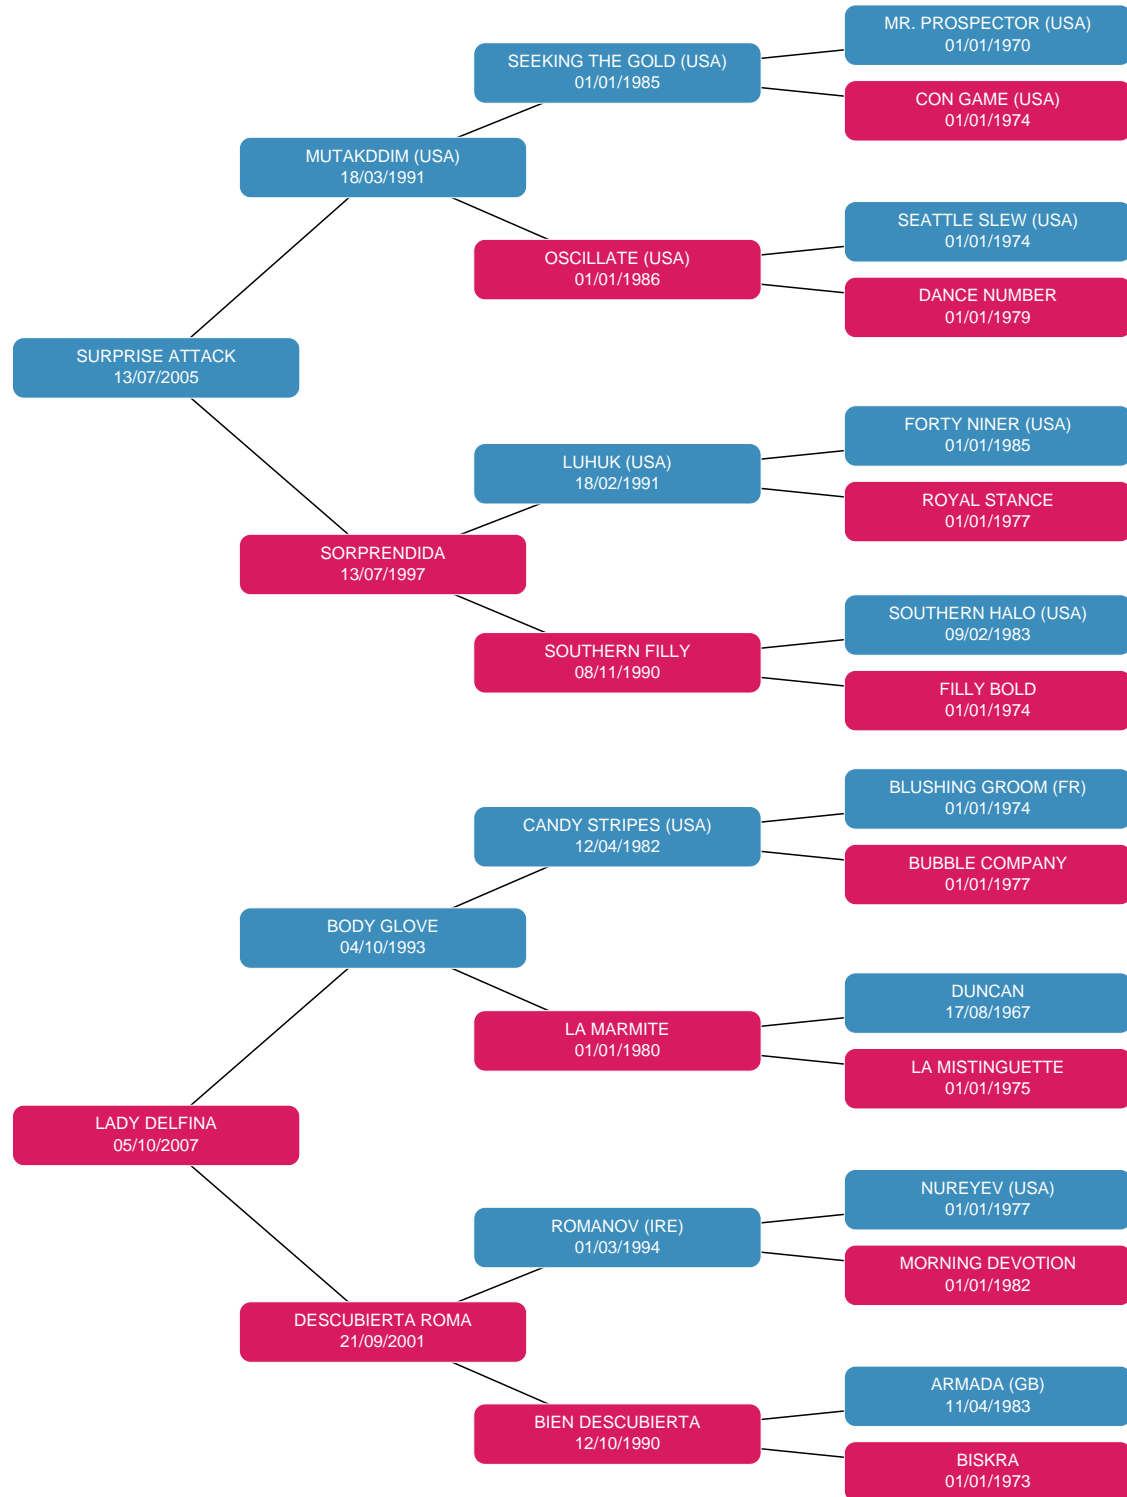 MR. PROSPECTOR (USA)
01/01/1970
SEEKING THE GOLD (USA)
01/01/1985
CON GAME (USA)
01/01/1974
MUTAKDDIM (USA)
18/03/1991
SEATTLE SLEW (USA)
01/01/1974
OSCILLATE (USA)
01/01/1986
DANCE NUMBER
01/01/1979
SURPRISE ATTACK
13/07/2005
FORTY NINER (USA)
01/01/1985
LUHUK (USA)
18/02/1991
ROYAL STANCE
01/01/1977
SORPRENDIDA
13/07/1997
SOUTHERN HALO (USA)
09/02/1983
SOUTHERN FILLY
08/11/1990
FILLY BOLD
01/01/1974
BLUSHING GROOM (FR)
01/01/1974
CANDY STRIPES (USA)
12/04/1982
BUBBLE COMPANY
01/01/1977
BODY GLOVE
04/10/1993
DUNCAN
17/08/1967
LA MARMITE
01/01/1980
LA MISTINGUETTE
01/01/1975
LADY DELFINA
05/10/2007
NUREYEV (USA)
01/01/1977
ROMANOV (IRE)
01/03/1994
MORNING DEVOTION
01/01/1982
DESCUBIERTA ROMA
21/09/2001
ARMADA (GB)
11/04/1983
BIEN DESCUBIERTA
12/10/1990
BISKRA
01/01/1973